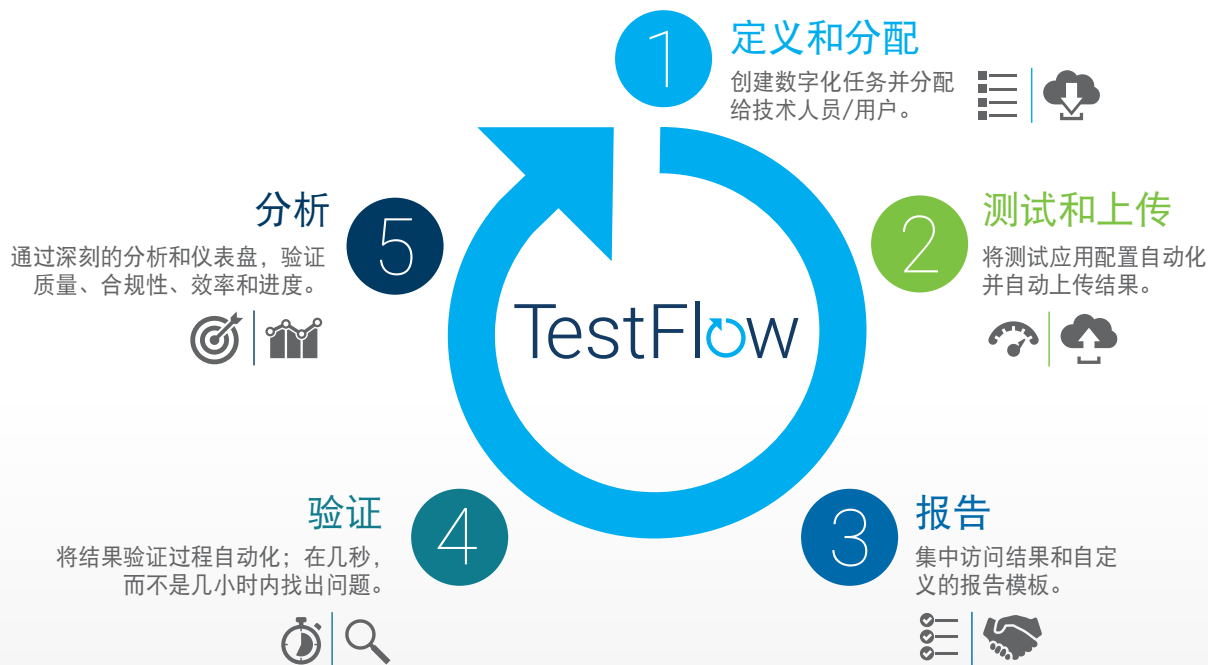 1
定义和分配
创建数字化任务并分配
给技术人员/用户。
2
测试和上传
将测试应用配置自动化
并自动上传结果。
3
报告
集中访问结果和自定
义的报告模板。
4
验证
将结果验证过程自动化；在几秒，
而不是几小时内找出问题。
5
分析
通过深刻的分析和仪表盘，验证
质量、合规性、效率和进度。
TestFlow